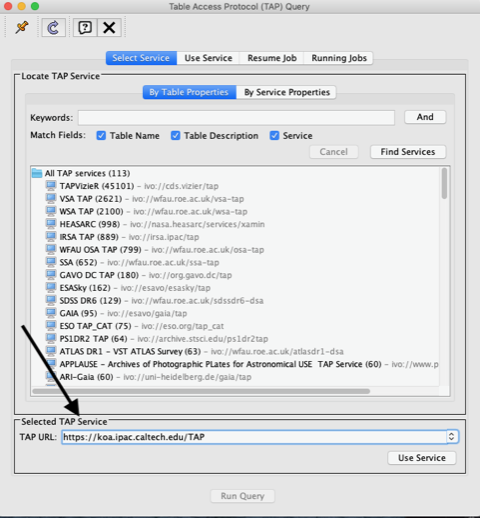 Table Access Protocol (TAP) Query
Select Service Use Service Resume Job Running Jobs
Locate TAP Service
By Table Properties By Service Properties
Keywords: And
Match Fields: Table Name Table Description Service
Cancel Find Services
All TAP services (113)
TAPVizieR (45101) – ivo://cds.vizier/tap
VSA TAP (2621) – ivo://wfau.roe.ac.uk/vsa-tap
WSA TAP (2100) – ivo://wfau.roe.ac.uk/wsa-tap
HEASARC (998) – ivo://nasa.heasarc/services/xamin
IRSA TAP (889) – ivo://irsa.ipac/tap
WFAU OSA TAP (799) – ivo://wfau.roe.ac.uk/osa-tap
SSA (652) – ivo://wfau.roe.ac.uk/ssa-tap
GAVO DC TAP (180) – ivo://org.gavo.dc/tap
ESASky (162) – ivo://esavo/esasky/tap
SDSS DR6 (129) – ivo://wfau.roe.ac.uk/sdssdr6-dsa
GAIA (95) – ivo://esavo/gaia/tap
ESO TAP_CAT (75) – ivo://eso.org/tap_cat
PS1DR2 TAP (64) – ivo://archive.stsci.edu/ps1dr2tap
ATLAS DR1 – VST ATLAS Survey (63) – ivo://wfau.roe.ac.uk/atlasdr1-dsa
APPLAUSE – Archives of Photographic PLates for Astronomical USE TAP Service (60) – ivo://www.p
ARI-Gaia (60) – ivo://uni-heidelberg.de/gaia/tap
Selected TAP Service
TAP URL: https://koa.ipac.caltech.edu/TAP
Use Service
Run Query